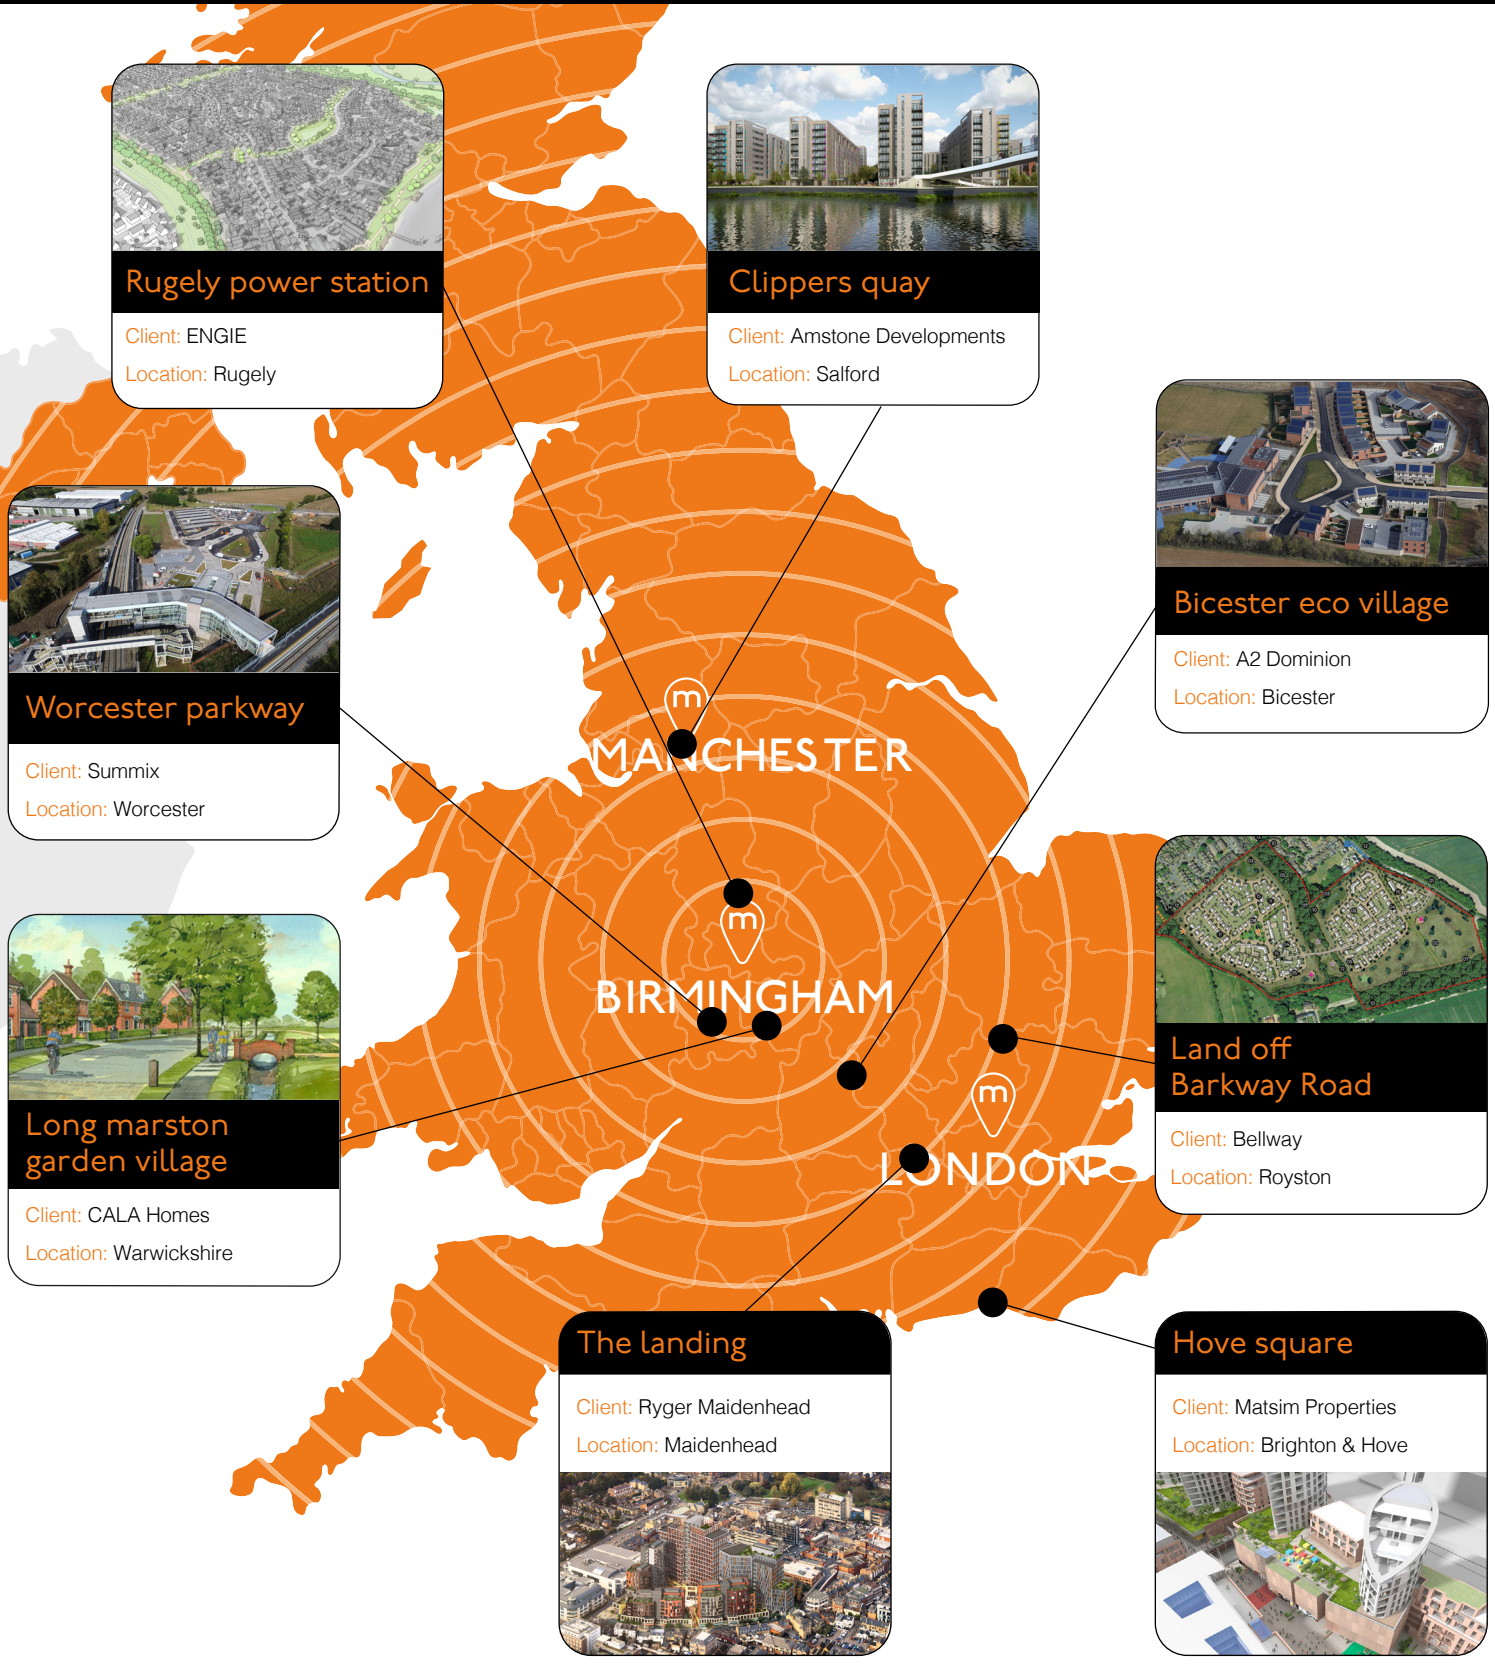 Rugely power station
Client: ENGIE
Location: Rugely
Clippers quay
Client: Amstone Developments
Location: Salford
Bicester eco village
Client: A2 Dominion
Location: Bicester
Worcester parkway
Client: Summix
Location: Worcester
m
MANCHESTER
m
BIRMINGHAM
Land off
Barkway Road
Client: Bellway
Location: Royston
Long marston
garden village
Client: CALA Homes
Location: Warwickshire
m
LONDON
The landing
Client: Ryger Maidenhead
Location: Maidenhead
Hove square
Client: Matsim Properties
Location: Brighton & Hove